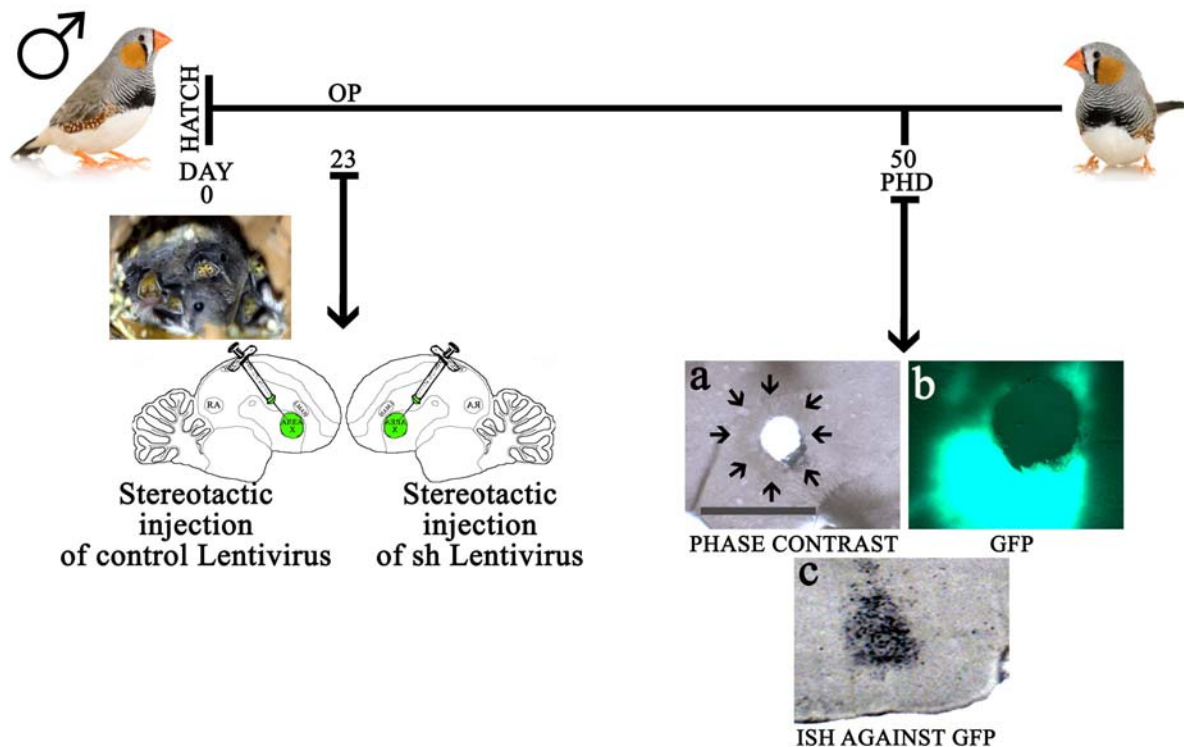 ♂
HATCH
OP
DAY
0
23
50
PHD
RA
AREA
X
RA
AREA
X
Stereotactic
injection
of control Lentivirus
Stereotactic
injection
of sh Lentivirus
a
b
PHASE CONTRAST
GFP
c
ISH AGAINST GFP